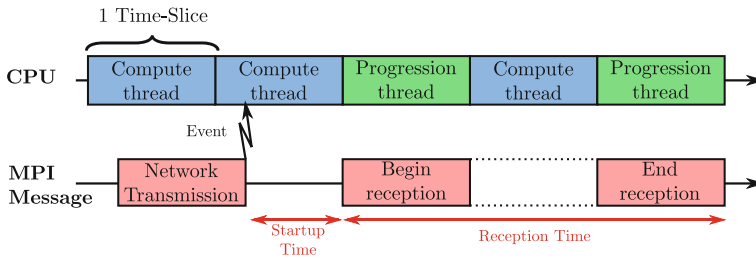 1 Time-Slice
CPU
Compute
thread
Compute
thread
Progression
thread
Compute
thread
Progression
thread
Event
MPI
Message
Network
Transmission
Begin
reception
End
reception
Startup
Time
Reception Time